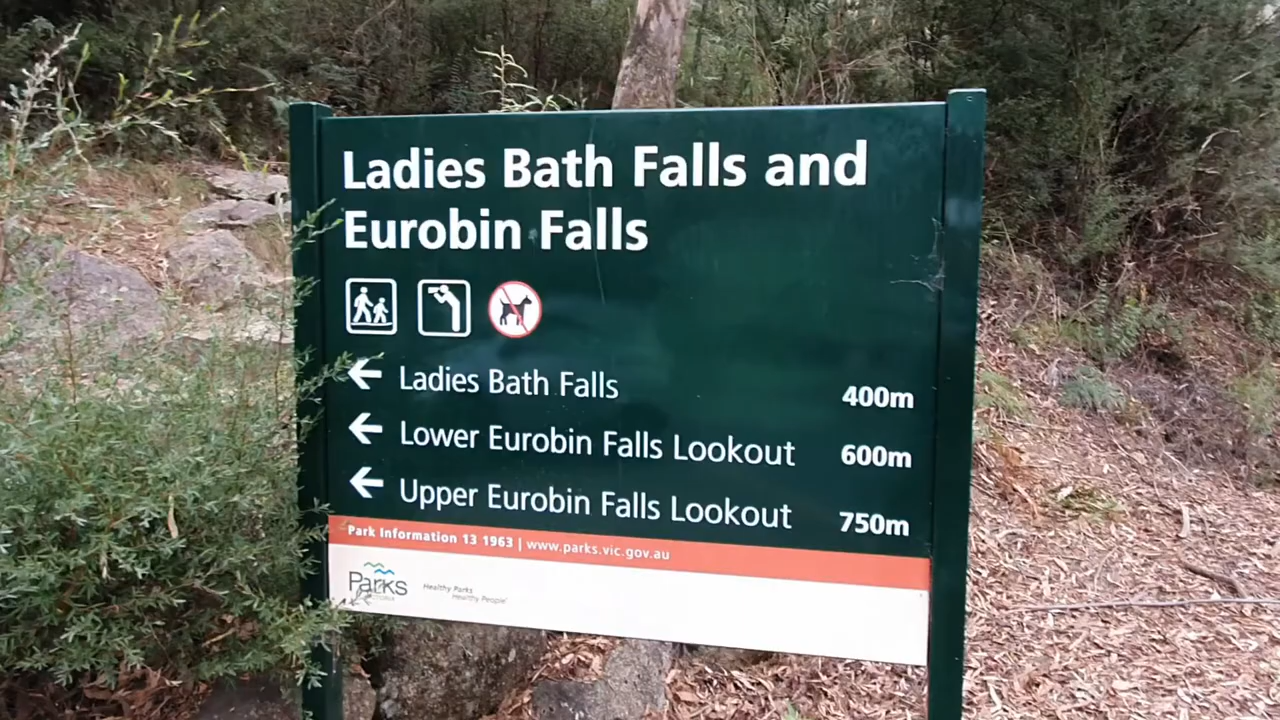 Ladies Bath Falls and
Eurobin Falls
Ladies Bath Falls 400m
Lower Eurobin Falls Lookout 600m
Upper Eurobin Falls Lookout 750m
Park Information 13 1963 | www.parks.vic.gov.au
Parks
Healthy Parks
Healthy People